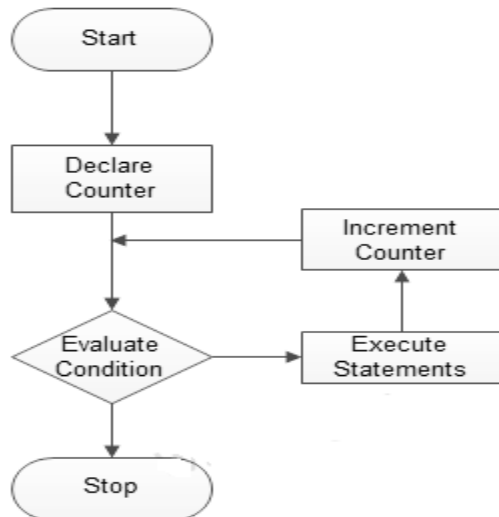 Start
Declare
Counter
Increment
Counter
Evaluate
Condition
Execute
Statements
Stop